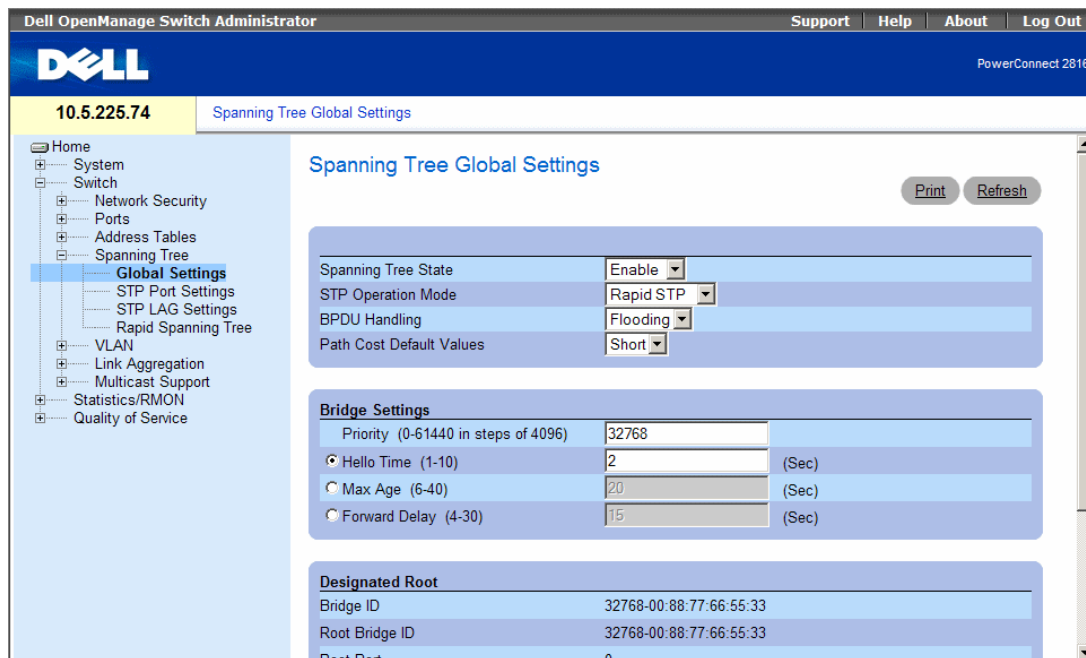 Dell OpenManage Switch Administrator Support Help About Log Out
DELL
PowerConnect 2816
10.5.225.74 Spanning Tree Global Settings
Home
System
Switch
Network Security
Ports
Address Tables
Spanning Tree
Global Settings
STP Port Settings
STP LAG Settings
Rapid Spanning Tree
VLAN
Link Aggregation
Multicast Support
Statistics/RMON
Quality of Service
Spanning Tree Global Settings
Print Refresh
Spanning Tree State Enable
STP Operation Mode Rapid STP
BPDU Handling Flooding
Path Cost Default Values Short
Bridge Settings
Priority (0-61440 in steps of 4096) 32768
Hello Time (1-10) 2 (Sec)
Max Age (6-40) 20 (Sec)
Forward Delay (4-30) 15 (Sec)
Designated Root
Bridge ID 32768-00:88:77:66:55:33
Root Bridge ID 32768-00:88:77:66:55:33
Root Port 0